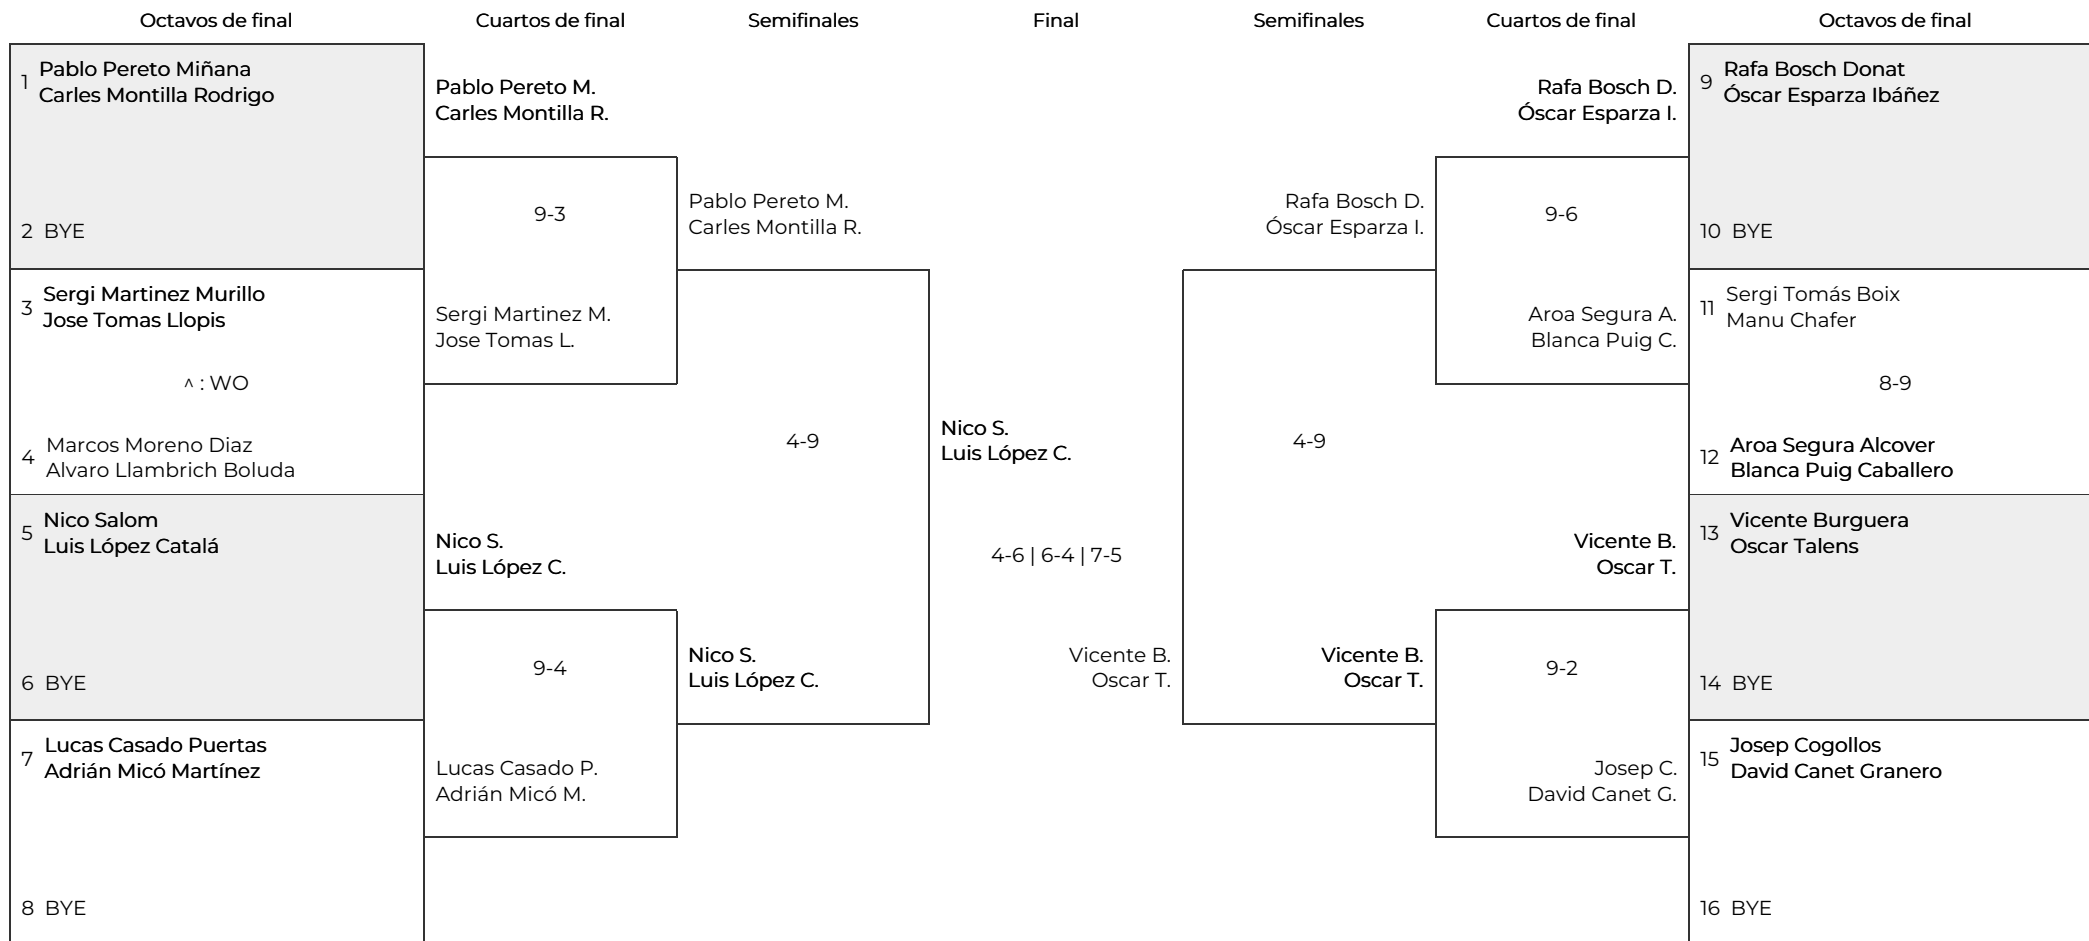 Octavos de final
Cuartos de final
Semifinales
Final
Semifinales
Cuartos de final
Octavos de final
1 Pablo Pereto Miñana
Carles Montilla Rodrigo
2 BYE
3 Sergi Martinez Murillo
Jose Tomas Llopis
^ : WO
4 Marcos Moreno Diaz
Alvaro Llambrich Boluda
5 Nico Salom
Luis López Catalá
6 BYE
7 Lucas Casado Puertas
Adrián Micó Martínez
8 BYE
Pablo Pereto M.
Carles Montilla R.
9-3
Sergi Martinez M.
Jose Tomas L.
Nico S.
Luis López C.
9-4
Lucas Casado P.
Adrián Micó M.
Pablo Pereto M.
Carles Montilla R.
4-9
Nico S.
Luis López C.
Nico S.
Luis López C.
4-6 | 6-4 | 7-5
Vicente B.
Oscar T.
Rafa Bosch D.
Óscar Esparza I.
4-9
Vicente B.
Oscar T.
Rafa Bosch D.
Óscar Esparza I.
9-6
Aroa Segura A.
Blanca Puig C.
Vicente B.
Oscar T.
9-2
Josep C.
David Canet G.
9 Rafa Bosch Donat
Óscar Esparza Ibáñez
10 BYE
11 Sergi Tomás Boix
Manu Chafer
8-9
12 Aroa Segura Alcover
Blanca Puig Caballero
13 Vicente Burguera
Oscar Talens
14 BYE
15 Josep Cogollos
David Canet Granero
16 BYE